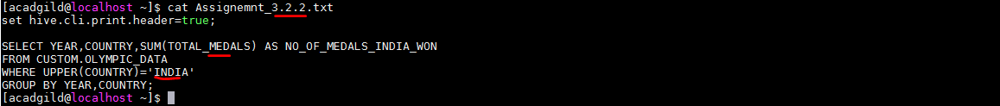 [acadgild@localhost ~]$ cat Assignemnt_3.2.2.txt
set hive.cli.print.header=true;
SELECT YEAR,COUNTRY,SUM(TOTAL_MEDALS) AS NO_OF_MEDALS_INDIA_WON
FROM CUSTOM.OLYMPIC_DATA
WHERE UPPER(COUNTRY)='INDIA'
GROUP BY YEAR,COUNTRY;
[acadgild@localhost ~]$